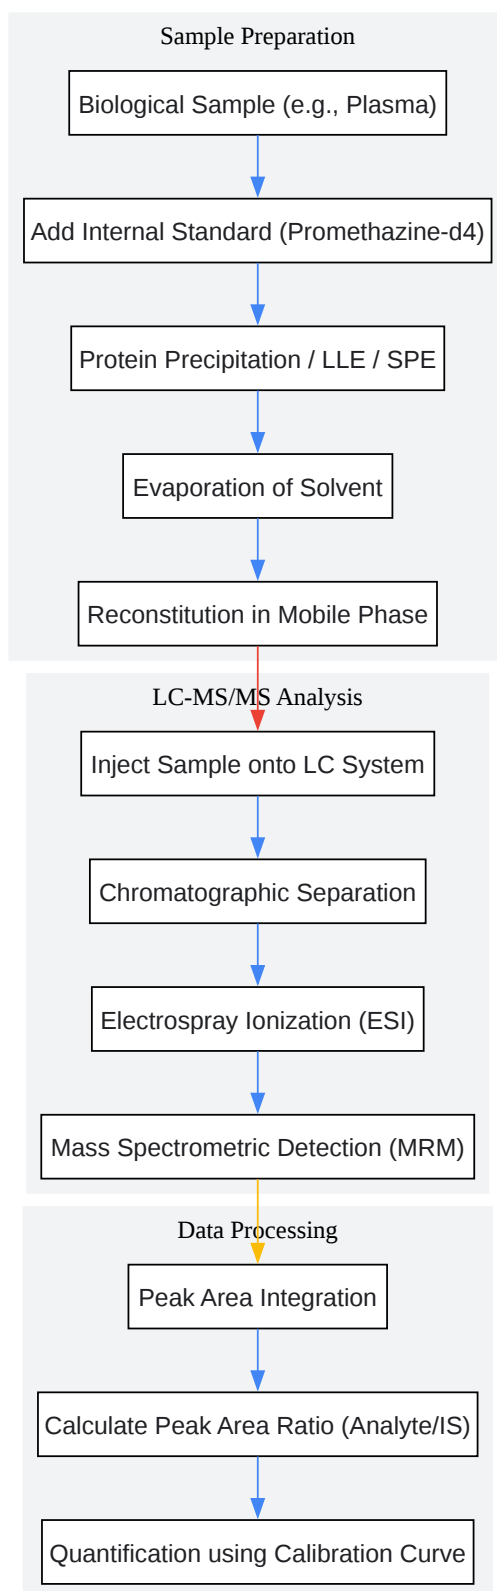 Sample Preparation
Biological Sample (e.g., Plasma)
Add Internal Standard (Promethazine-d4)
Protein Precipitation / LLE / SPE
Evaporation of Solvent
Reconstitution in Mobile Phase
LC-MS/MS Analysis
Inject Sample onto LC System
Chromatographic Separation
Electrospray Ionization (ESI)
Mass Spectrometric Detection (MRM)
Data Processing
Peak Area Integration
Calculate Peak Area Ratio (Analyte/IS)
Quantification using Calibration Curve